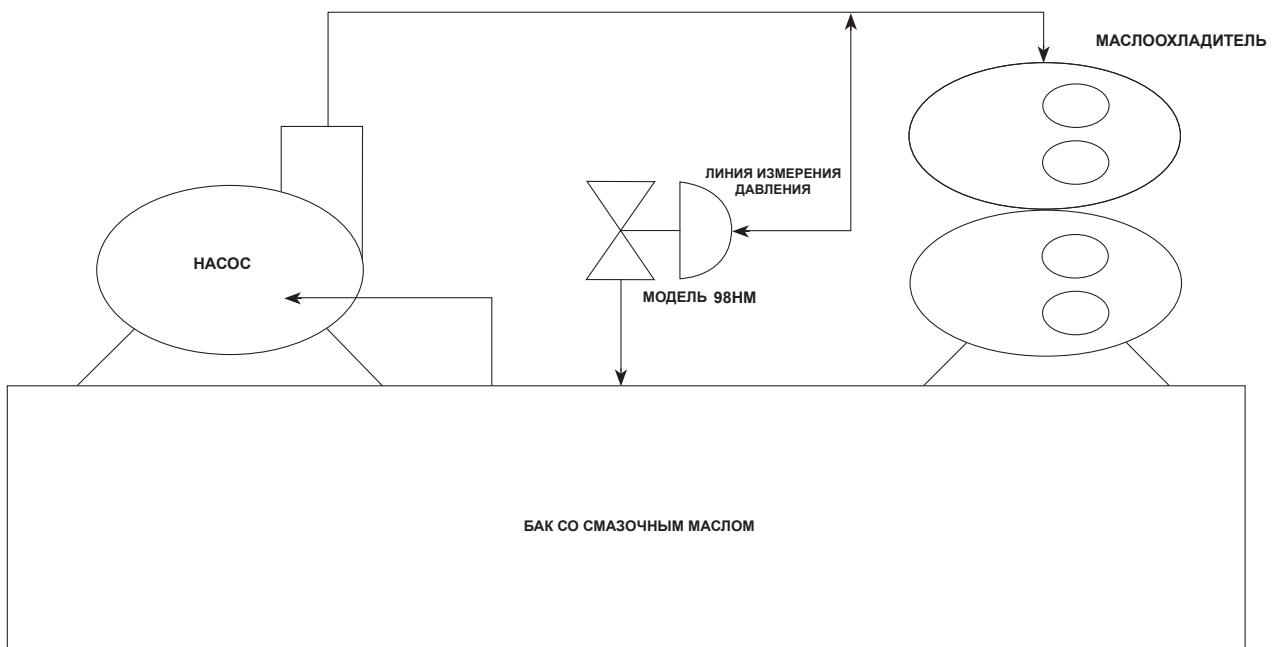 МАСЛООХЛАДИТЕЛЬ
ЛИНИЯ ИЗМЕРЕНИЯ
ДАВЛЕНИЯ
НАСОС
МОДЕЛЬ 98HM
БАК СО СМАЗОЧНЫМ МАСЛОМ